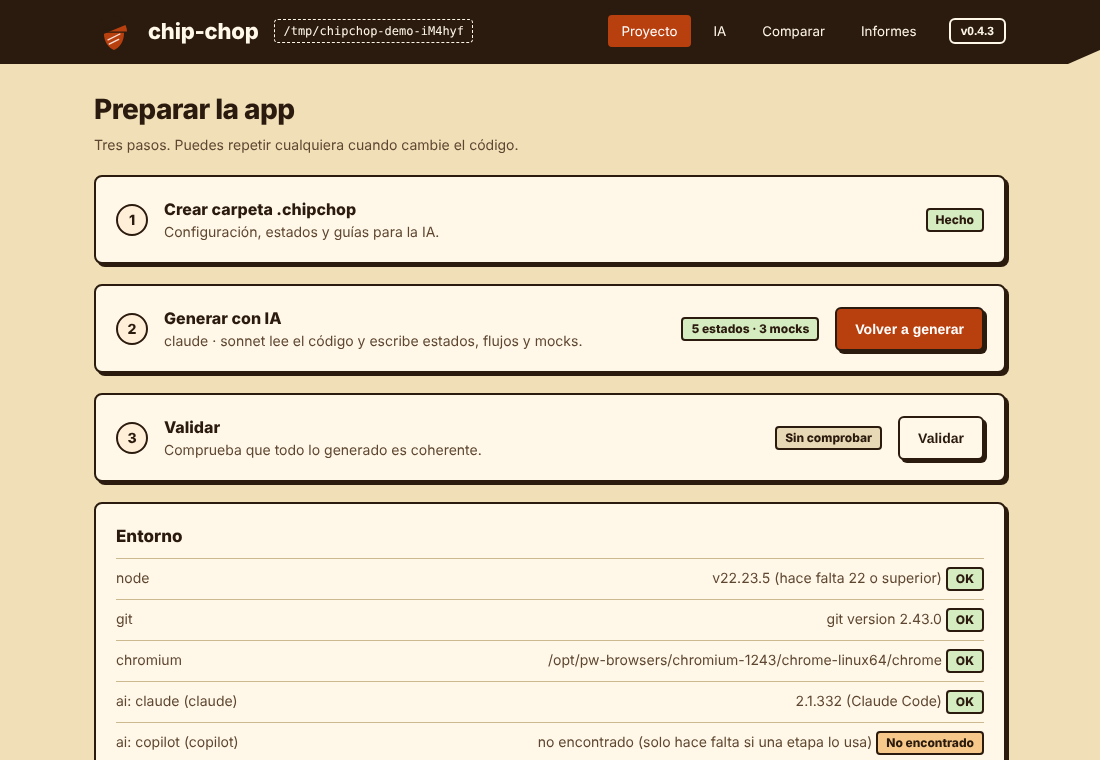 chip-chop
/tmp/chipchop-demo-iM4hyf
Proyecto
IA
Comparar
Informes
v0.4.3
Preparar la app
Tres pasos. Puedes repetir cualquiera cuando cambie el código.
1
Crear carpeta .chipchop
Configuración, estados y guías para la IA.
Hecho
2
Generar con IA
claude · sonnet lee el código y escribe estados, flujos y mocks.
5 estados · 3 mocks
Volver a generar
3
Validar
Comprueba que todo lo generado es coherente.
Sin comprobar
Validar
Entorno
node
v22.23.5 (hace falta 22 o superior)
OK
git
git version 2.43.0
OK
chromium
/opt/pw-browsers/chromium-1243/chrome-linux64/chrome
OK
ai: claude (claude)
2.1.332 (Claude Code)
OK
ai: copilot (copilot)
no encontrado (solo hace falta si una etapa lo usa)
No encontrado